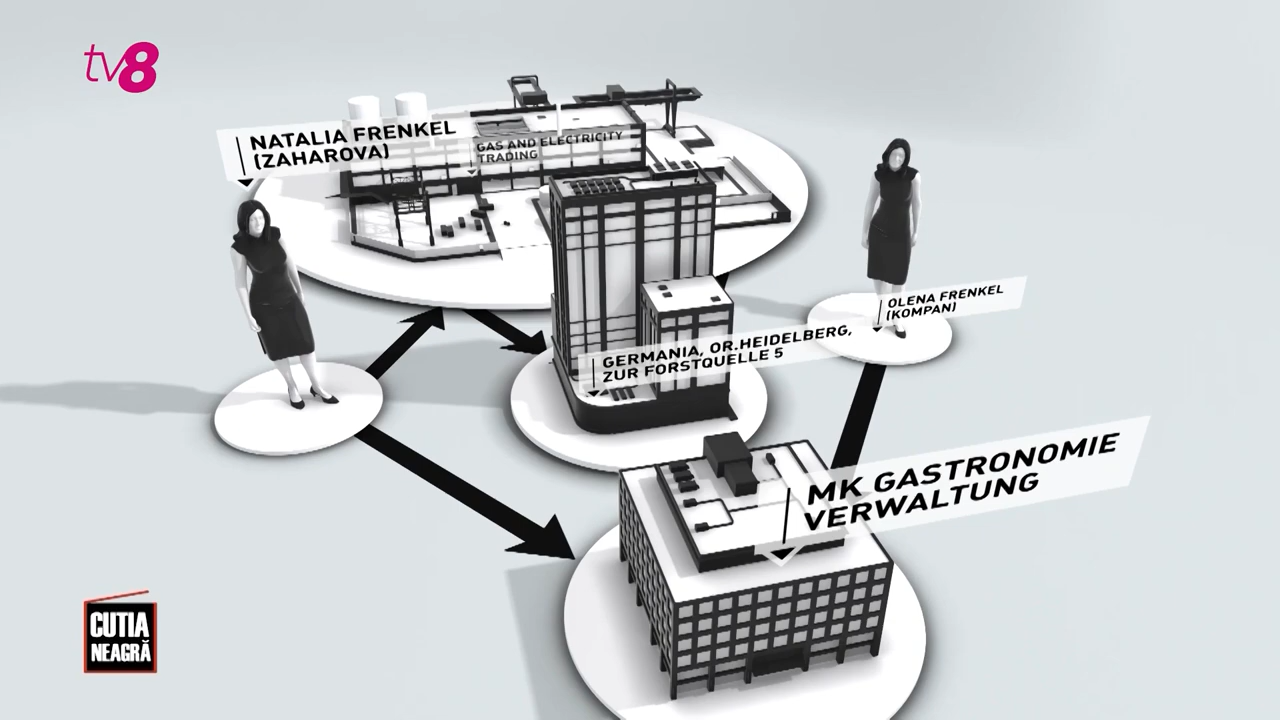 tv8
NATALIA FRENKEL
(ZAHAROVA)
GAS AND ELECTRICITY
TRADING
OLENA FRENKEL
(KOMPAN)
GERMANIA, OR.HEIDELBERG,
ZUR FORSTQUELLE 5
MK GASTRONOMIE
VERWALTUNG
CUTIA
NEAGRĂ